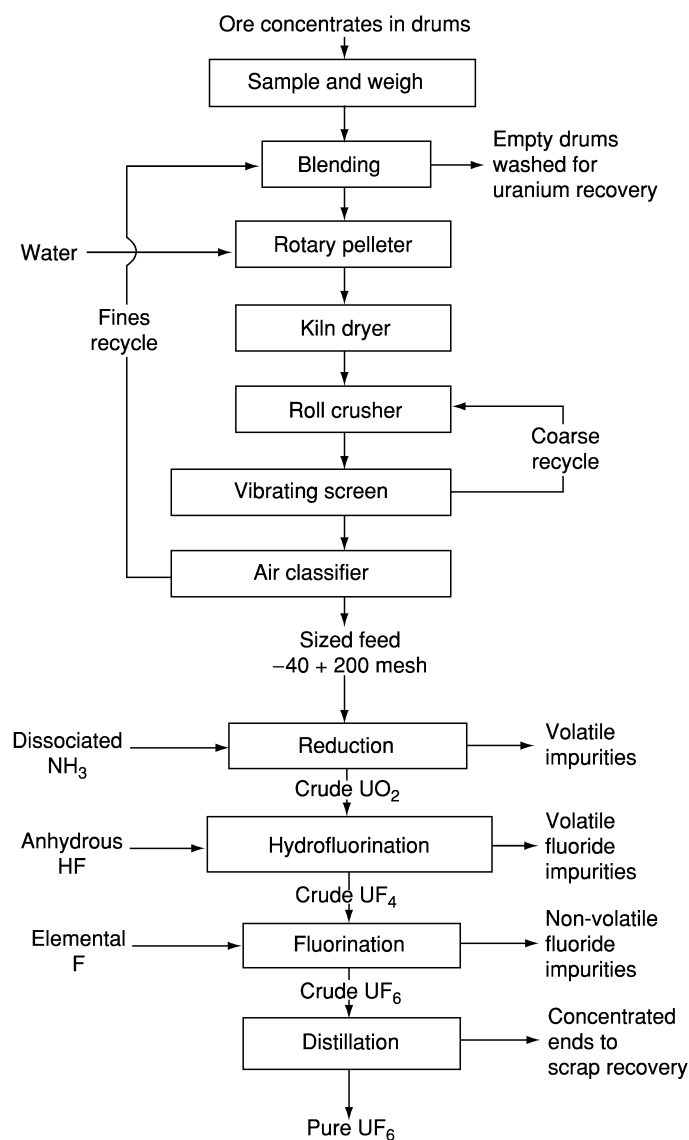 Ore concentrates in drums
Sample and weigh
Blending
Empty drums
washed for
uranium recovery
Water
Rotary pelleter
Fines
recycle
Kiln dryer
Roll crusher
Coarse
recycle
Vibrating screen
Air classifier
Sized feed
−40 + 200 mesh
Dissociated
NH₃
Reduction
Volatile
impurities
Crude UO₂
Anhydrous
HF
Hydrofluorination
Volatile
fluoride
impurities
Crude UF₄
Elemental
F
Fluorination
Non-volatile
fluoride
impurities
Crude UF₆
Distillation
Concentrated
ends to
scrap recovery
Pure UF₆